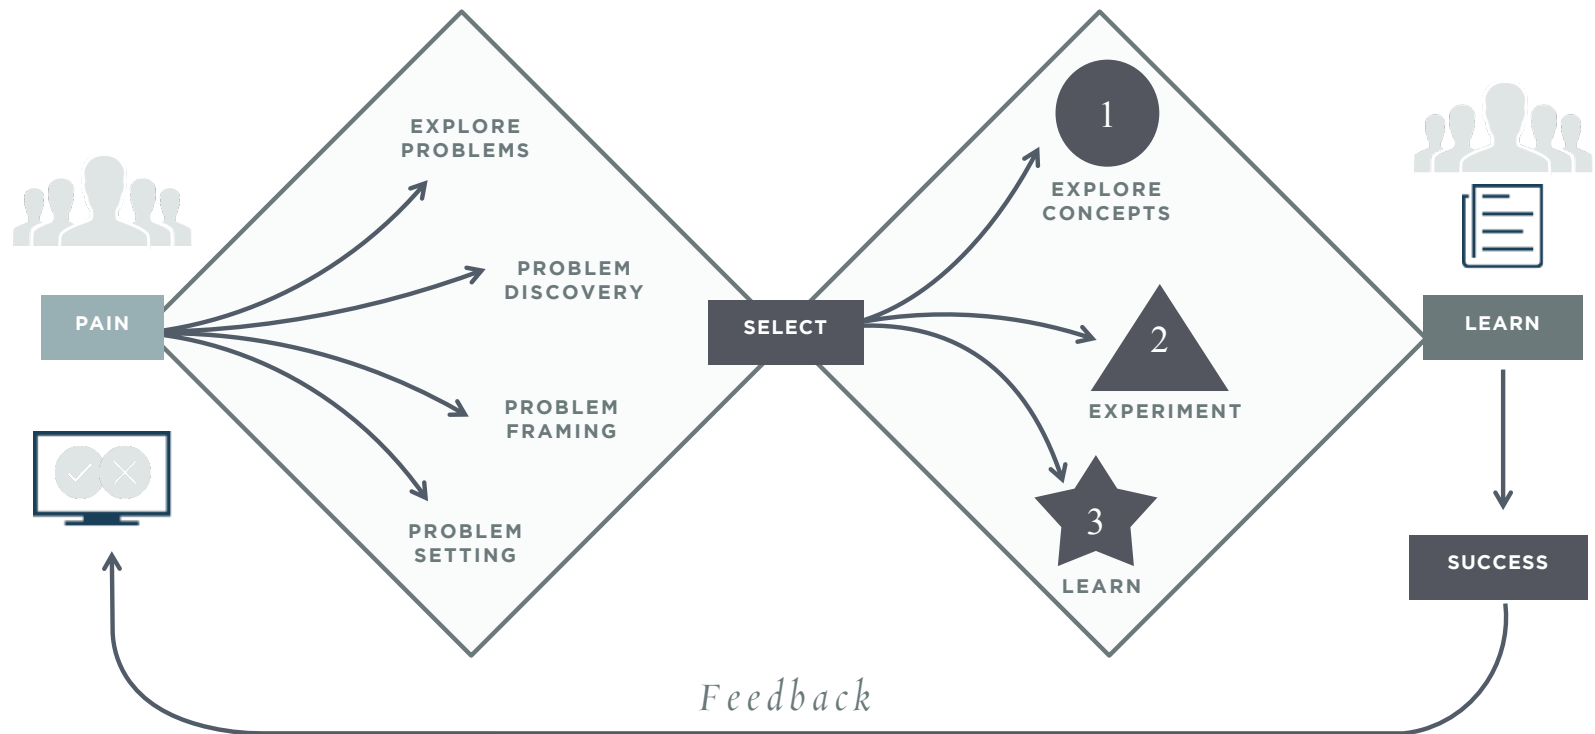 EXPLORE
PROBLEMS
PROBLEM
DISCOVERY
PAIN
PROBLEM
FRAMING
PROBLEM
SETTING
SELECT
1
EXPLORE
CONCEPTS
2
EXPERIMENT
3
LEARN
LEARN
SUCCESS
Feedback